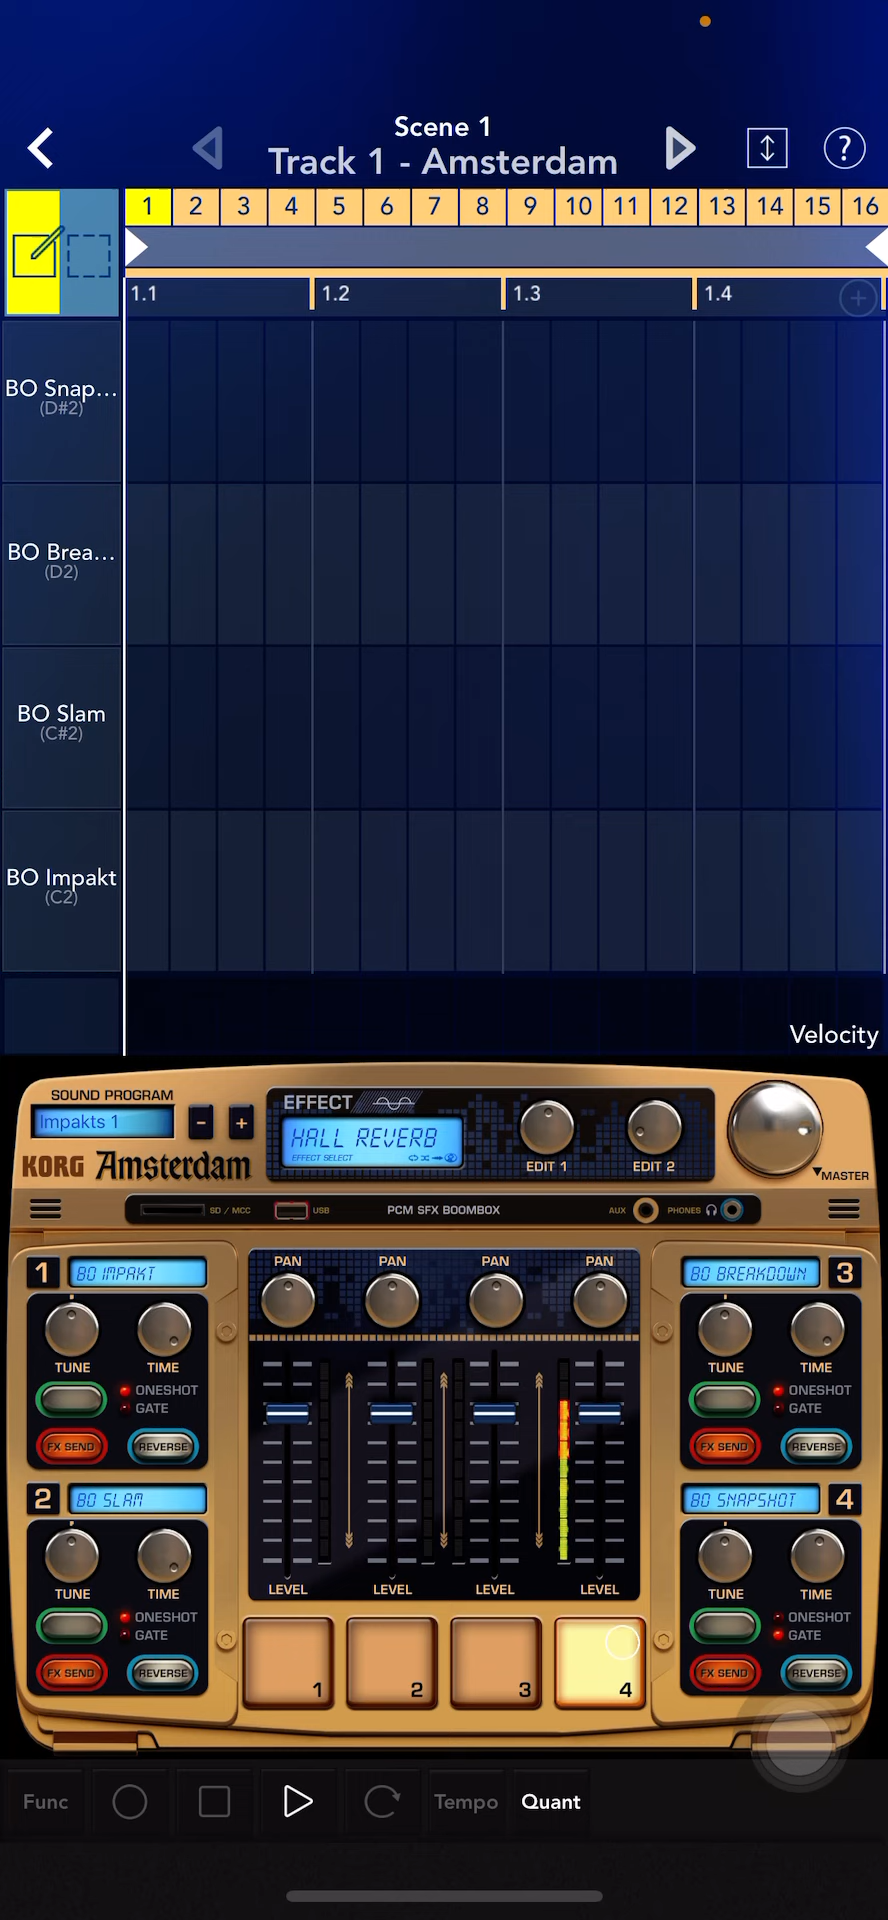 Scene 1
Track 1 - Amsterdam
?
1 2 3 4 5 6 7 8 9 10 11 12 13 14 15 16
1.1 1.2 1.3 1.4
BO Snap...
(D#2)
BO Brea...
(D2)
BO Slam
(C#2)
BO Impakt
(C2)
Velocity
SOUND PROGRAM
Impakts 1
- +
KORG Amsterdam
EFFECT
HALL REVERB
EFFECT SELECT
EDIT 1 EDIT 2
MASTER
SD / MCC USB PCM SFX BOOMBOX AUX PHONES
1 BO IMPAKT
TUNE TIME
ONESHOT
GATE
FX SEND REVERSE
2 BO SLAM
TUNE TIME
ONESHOT
GATE
FX SEND REVERSE
PAN PAN PAN PAN
LEVEL LEVEL LEVEL LEVEL
1 2 3 4
BO BREAKDOWN 3
TUNE TIME
ONESHOT
GATE
FX SEND REVERSE
BO SNAPSHOT 4
TUNE TIME
ONESHOT
GATE
FX SEND REVERSE
Func Tempo Quant